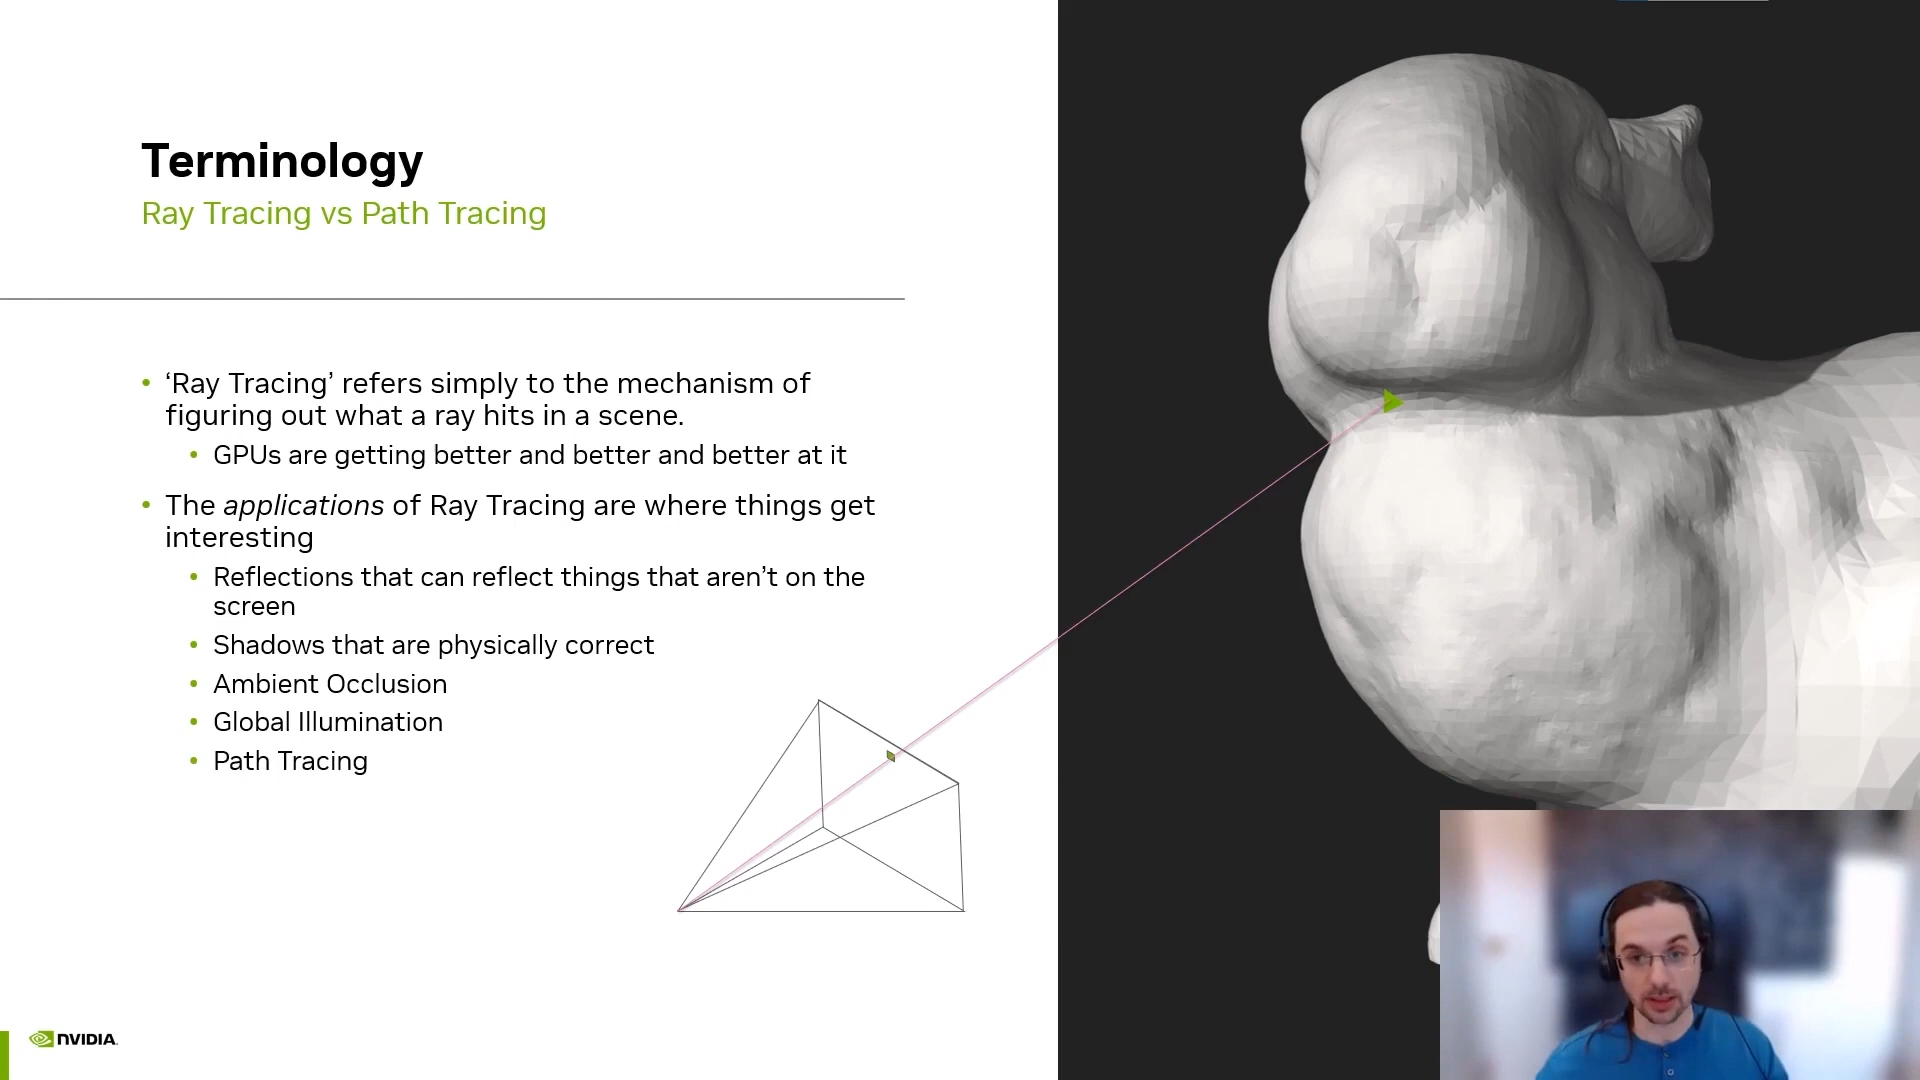 Terminology
Ray Tracing vs Path Tracing
• ‘Ray Tracing’ refers simply to the mechanism of
figuring out what a ray hits in a scene.
• GPUs are getting better and better and better at it
• The applications of Ray Tracing are where things get
interesting
• Reflections that can reflect things that aren’t on the
screen
• Shadows that are physically correct
• Ambient Occlusion
• Global Illumination
• Path Tracing
NVIDIA.